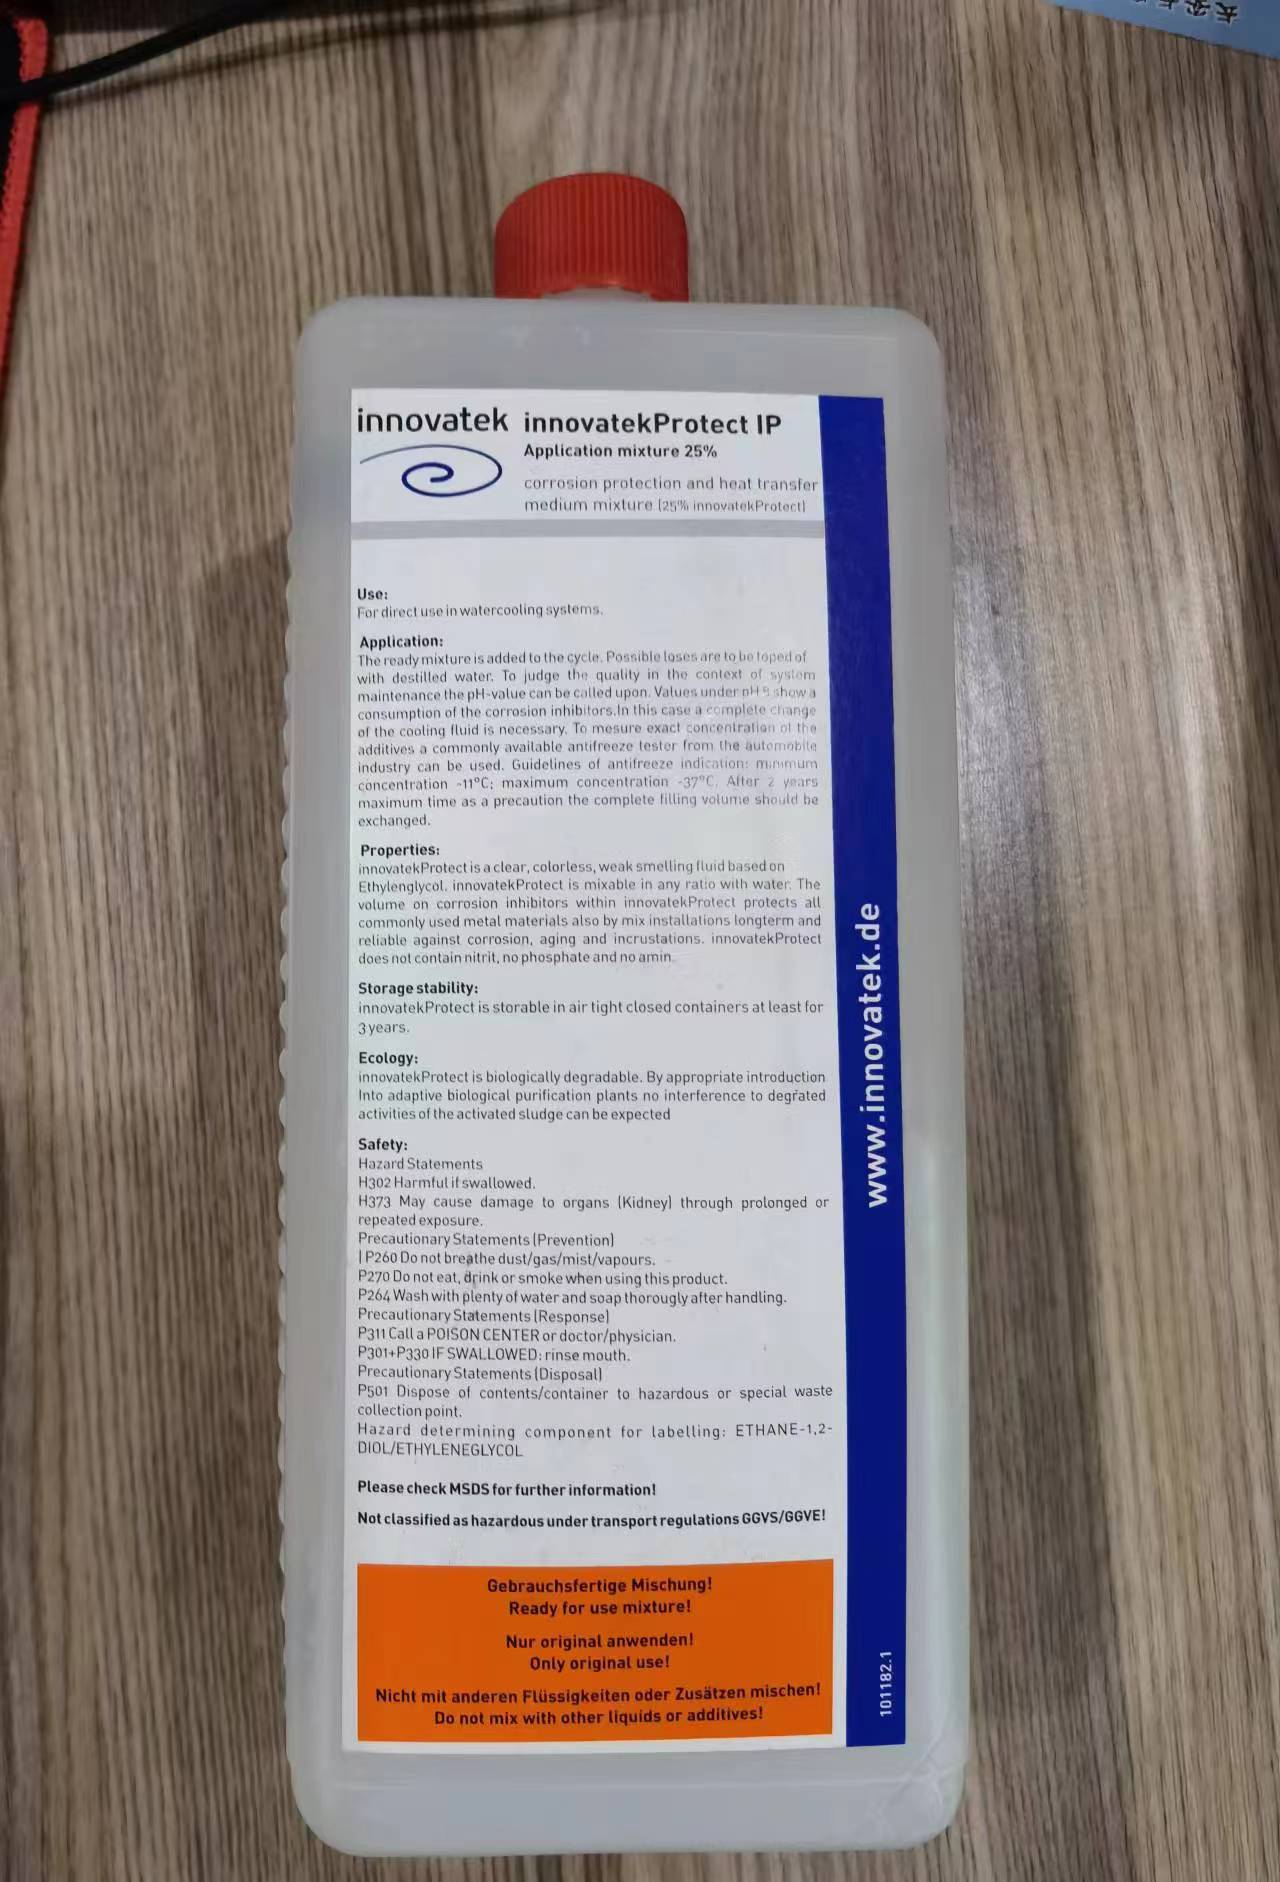 innovatek
innovatekProtect IP
Application mixture 25%
corrosion protection and heat transfer
medium mixture (25% innovatekProtect)
Use:
For direct use in watercooling systems.
Application:
The ready mixture is added to the cycle. Possible loses are to be toped of
with destilled water. To judge the quality in the context of system
maintenance the pH-value can be called upon. Values under pH 8 show a
consumption of the corrosion inhibitors.In this case a complete change
of the cooling fluid is necessary. To mesure exact concentration of the
additives a commonly available antifreeze tester from the automobile
industry can be used. Guidelines of antifreeze indication: minimum
concentration -11°C; maximum concentration -37°C. After 2 years
maximum time as a precaution the complete filling volume should be
exchanged.
Properties:
innovatekProtect is a clear, colorless, weak smelling fluid based on
Ethylenglycol. innovatekProtect is mixable in any ratio with water. The
volume on corrosion inhibitors within innovatekProtect protects all
commonly used metal materials also by mix installations longterm and
reliable against corrosion, aging and incrustations. innovatekProtect
does not contain nitrit, no phosphate and no amin.
Storage stability:
innovatekProtect is storable in air tight closed containers at least for
3 years.
Ecology:
innovatekProtect is biologically degradable. By appropriate introduction
Into adaptive biological purification plants no interference to degrated
activities of the activated sludge can be expected
Safety:
Hazard Statements
H302 Harmful if swallowed.
H373 May cause damage to organs (Kidney) through prolonged or
repeated exposure.
Precautionary Statements (Prevention)
| P260 Do not breathe dust/gas/mist/vapours.
P270 Do not eat, drink or smoke when using this product.
P264 Wash with plenty of water and soap thorougly after handling.
Precautionary Statements (Response)
P311 Call a POISON CENTER or doctor/physician.
P301+P330 IF SWALLOWED: rinse mouth.
Precautionary Statements (Disposal)
P501 Dispose of contents/container to hazardous or special waste
collection point.
Hazard determining component for labelling: ETHANE-1,2-
DIOL/ETHYLENEGLYCOL
Please check MSDS for further information!
Not classified as hazardous under transport regulations GGVS/GGVE!
Gebrauchsfertige Mischung!
Ready for use mixture!
Nur original anwenden!
Only original use!
Nicht mit anderen Flüssigkeiten oder Zusätzen mischen!
Do not mix with other liquids or additives!
www.innovatek.de
101182.1